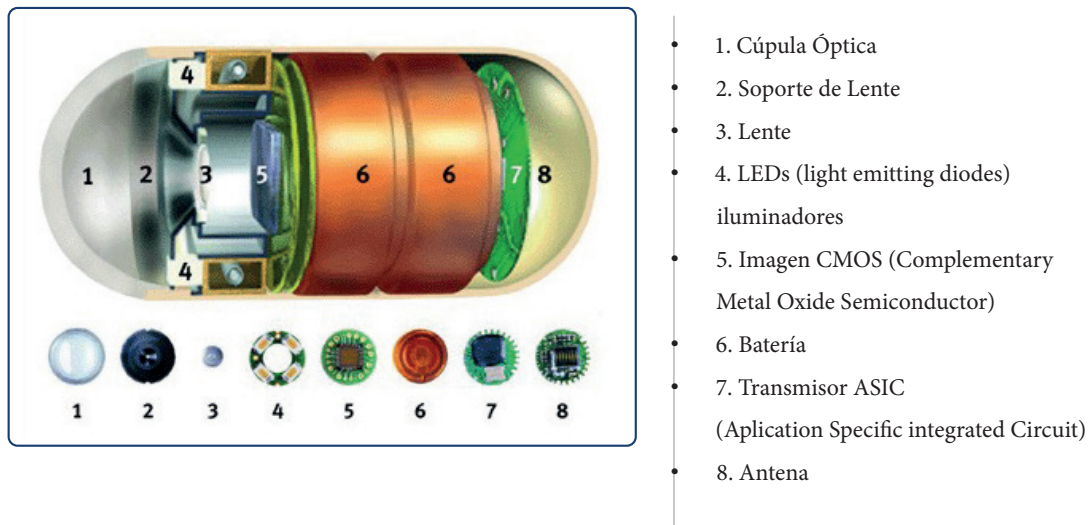 4
1 2 3 5 6 6 7 8
4
1 2 3 4 5 6 7 8
• 1. Cúpula Óptica
• 2. Soporte de Lente
• 3. Lente
• 4. LEDs (light emitting diodes)
iluminadores
• 5. Imagen CMOS (Complementary
Metal Oxide Semiconductor)
• 6. Batería
• 7. Transmisor ASIC
(Aplication Specific integrated Circuit)
• 8. Antena